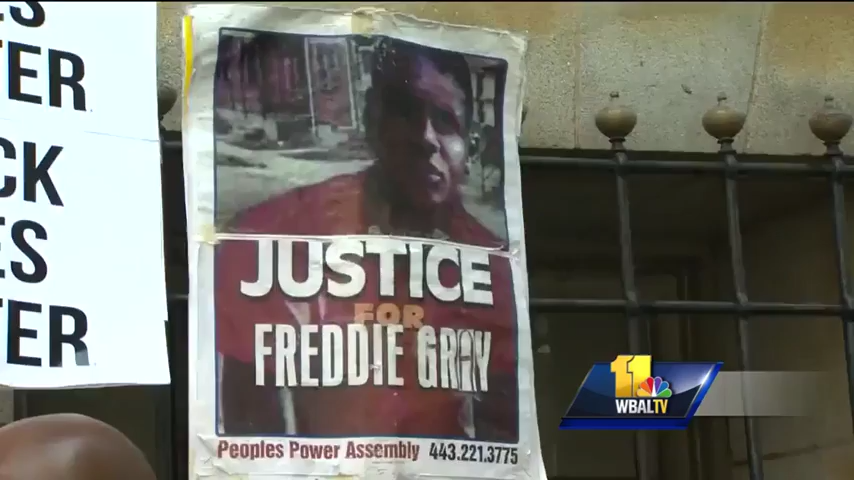 ES
TER
CK
ES
TER
JUSTICE
FOR
FREDDIE GRAY
Peoples Power Assembly 443.221.3775
11
WBALTV